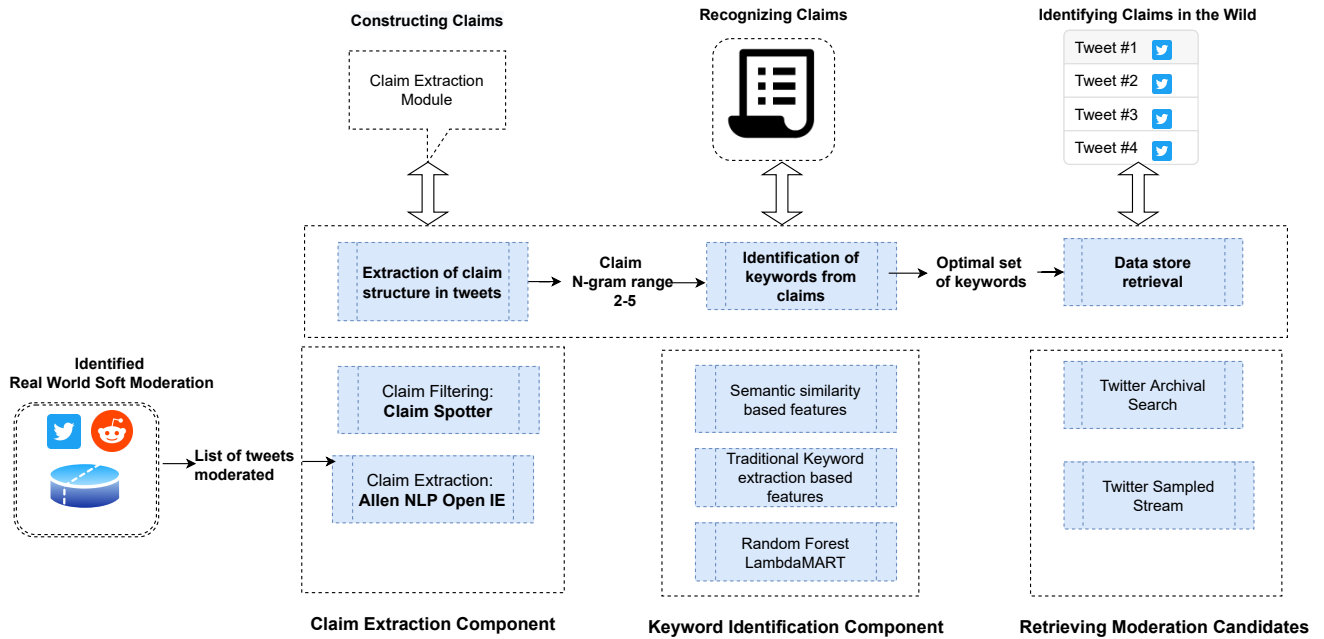 Constructing Claims
Recognizing Claims
Identifying Claims in the Wild
Claim Extraction
Module
Tweet #1
Tweet #2
Tweet #3
Tweet #4
Extraction of claim
structure in tweets
Claim
N-gram range
2-5
Identification of
keywords from
claims
Optimal set
of keywords
Data store
retrieval
Identified
Real World Soft Moderation
List of tweets
moderated
Claim Filtering:
Claim Spotter
Claim Extraction:
Allen NLP Open IE
Semantic similarity
based features
Traditional Keyword
extraction based
features
Random Forest
LambdaMART
Twitter Archival
Search
Twitter Sampled
Stream
Claim Extraction Component
Keyword Identification Component
Retrieving Moderation Candidates